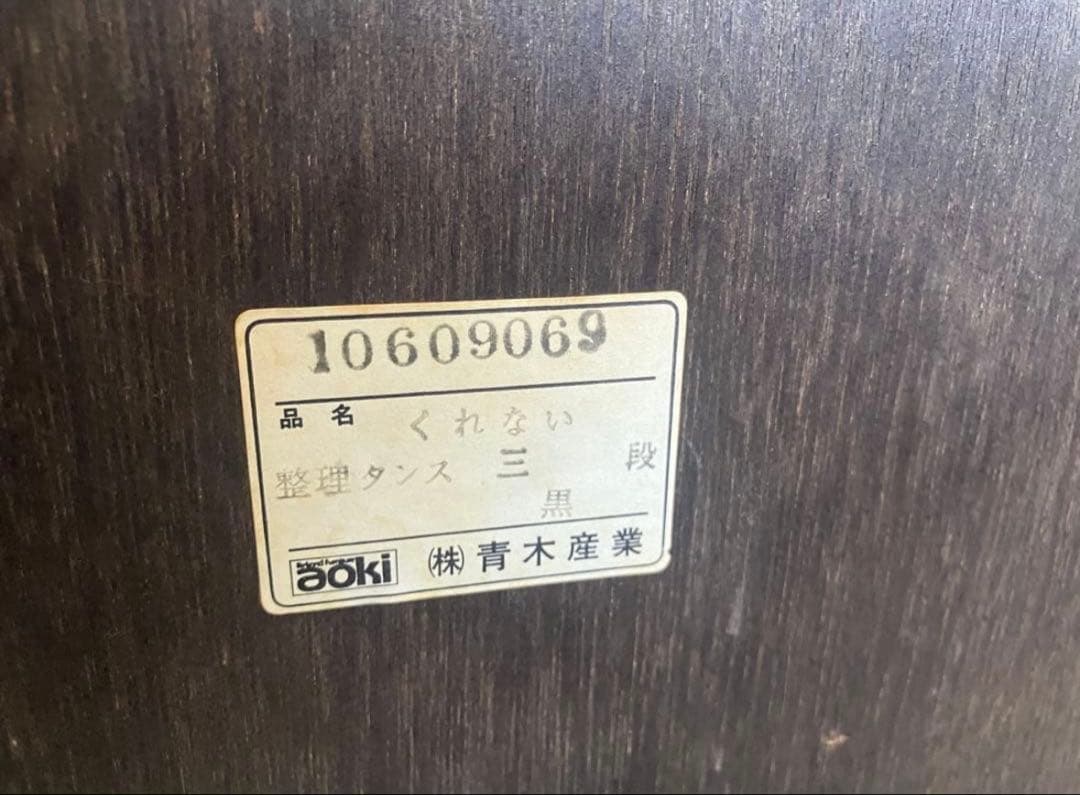 10609069
品名 くれない
整理タンス 三 段
黒
aoki ㈱青木産業